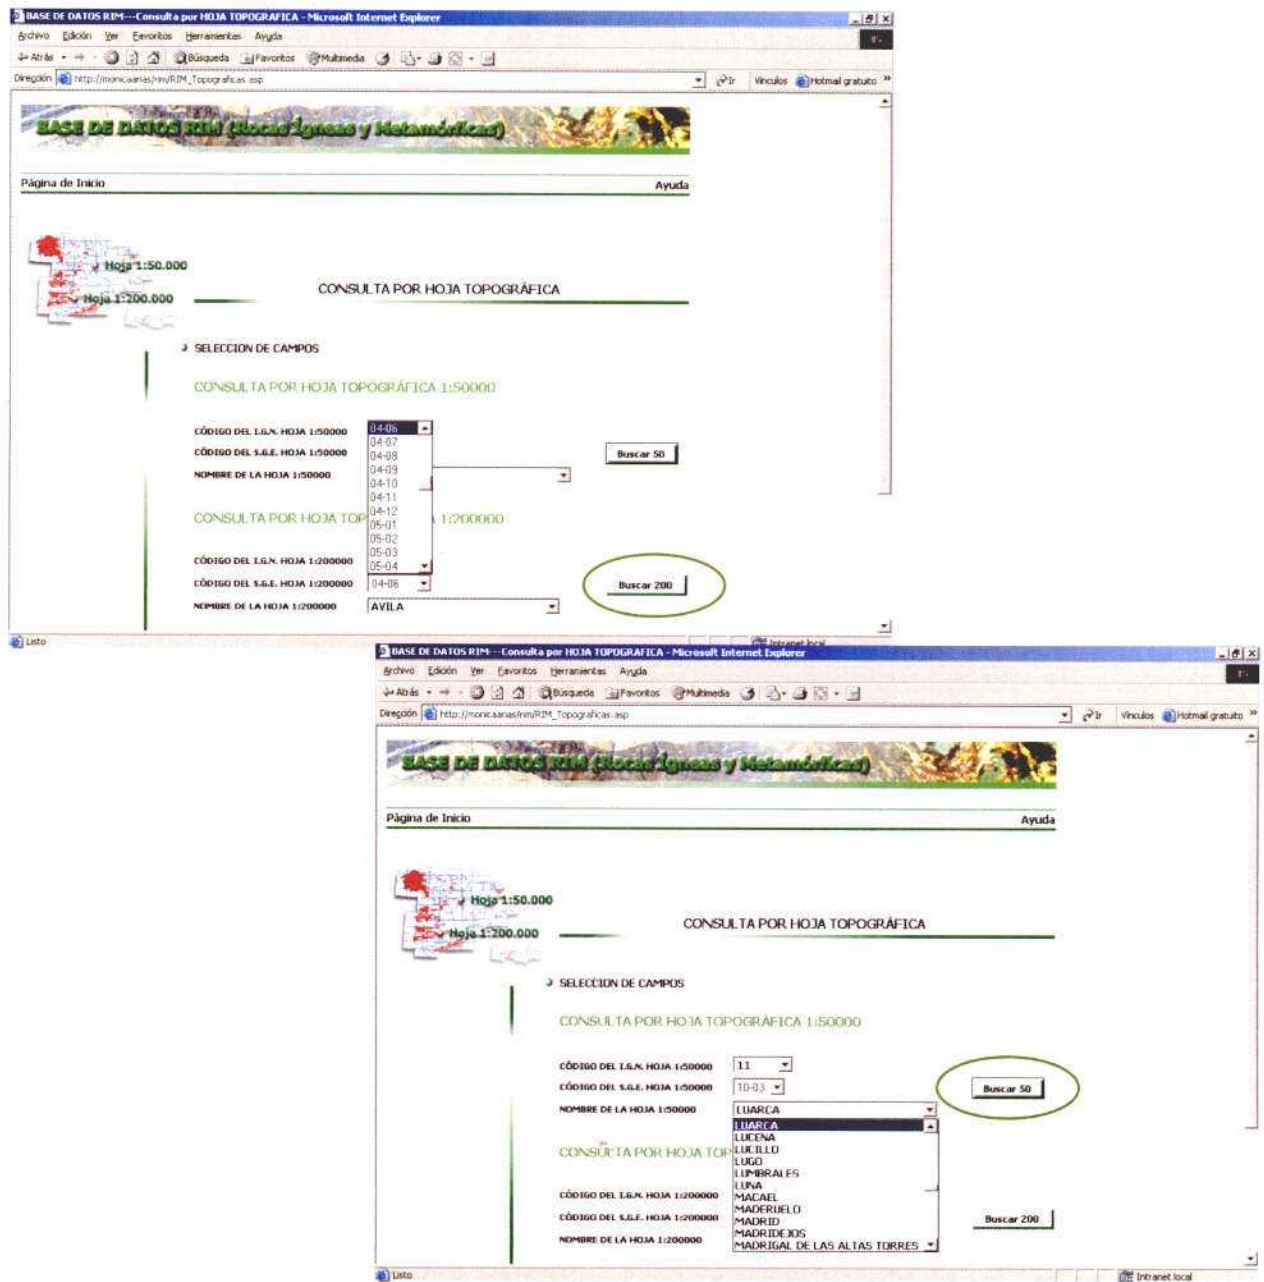 BASE DE DATOS RIM---Consulta por HOJA TOPOGRAFICA - Microsoft Internet Explorer
Archivo Edición Ver Favoritos Herramientas Ayuda
Atrás Búsqueda Favoritos Multimedia
Dirección http://monicaarias/rim/RIM_Topograficas.asp Ir Vínculos Hotmail gratuito »
BASE DE DATOS RIM (Rocas Ígneas y Metamórficas)
Página de Inicio Ayuda
Hoja 1:50.000
Hoja 1:200.000
CONSULTA POR HOJA TOPOGRÁFICA
SELECCION DE CAMPOS
CONSULTA POR HOJA TOPOGRÁFICA 1:50000
CÓDIGO DEL I.G.N. HOJA 1:50000
CÓDIGO DEL S.G.E. HOJA 1:50000
Buscar 50
NOMBRE DE LA HOJA 1:50000
04-06
04-07
04-08
04-09
04-10
04-11
04-12
05-01
05-02
05-03
05-04
CONSULTA POR HOJA TOP 1:200000
CÓDIGO DEL I.G.N. HOJA 1:200000
CÓDIGO DEL S.G.E. HOJA 1:200000 04-06
Buscar 200
NOMBRE DE LA HOJA 1:200000 AVILA
Listo Intranet local
BASE DE DATOS RIM---Consulta por HOJA TOPOGRAFICA - Microsoft Internet Explorer
Archivo Edición Ver Favoritos Herramientas Ayuda
Atrás Búsqueda Favoritos Multimedia
Dirección http://monicaarias/rim/RIM_Topograficas.asp Ir Vínculos Hotmail gratuito »
BASE DE DATOS RIM (Rocas Ígneas y Metamórficas)
Página de Inicio Ayuda
Hoja 1:50.000
Hoja 1:200.000
CONSULTA POR HOJA TOPOGRÁFICA
SELECCION DE CAMPOS
CONSULTA POR HOJA TOPOGRÁFICA 1:50000
CÓDIGO DEL I.G.N. HOJA 1:50000 11
CÓDIGO DEL S.G.E. HOJA 1:50000 10-03
Buscar 50
NOMBRE DE LA HOJA 1:50000 LUARCA
LUARCA
LUCENA
LUCILLO
LUGO
LUMBRALES
LUNA
MACAEL
MADERUELO
MADRID
MADRIDEJOS
MADRIGAL DE LAS ALTAS TORRES
CONSULTA POR HOJA TOP
CÓDIGO DEL I.G.N. HOJA 1:200000
CÓDIGO DEL S.G.E. HOJA 1:200000
Buscar 200
NOMBRE DE LA HOJA 1:200000
Listo Intranet local